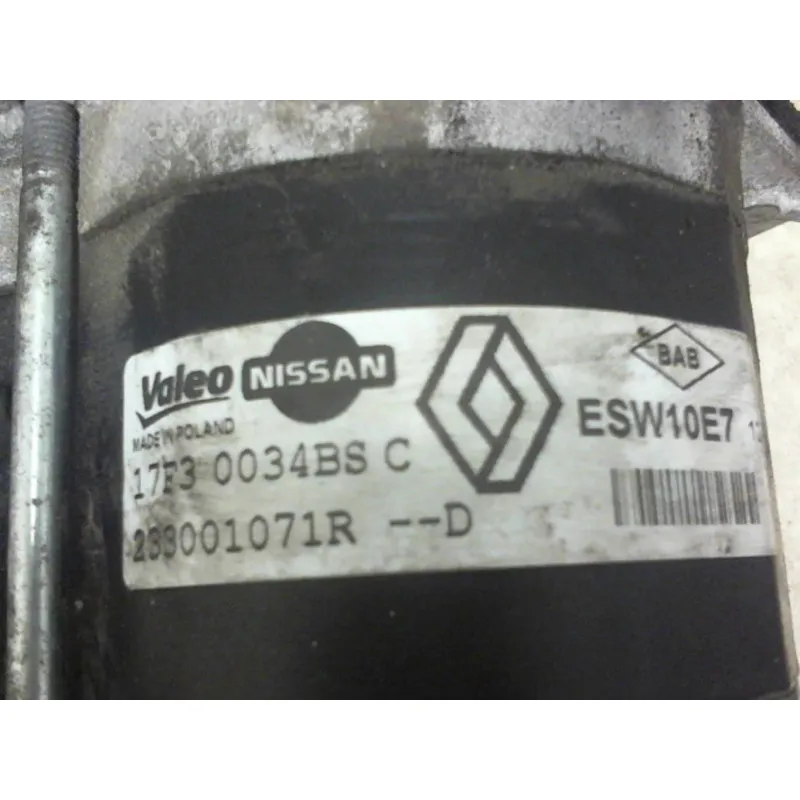 Valeo NISSAN
MADE IN POLAND
17F3 0034BS C
233001071R --D
BAB
ESW10E7